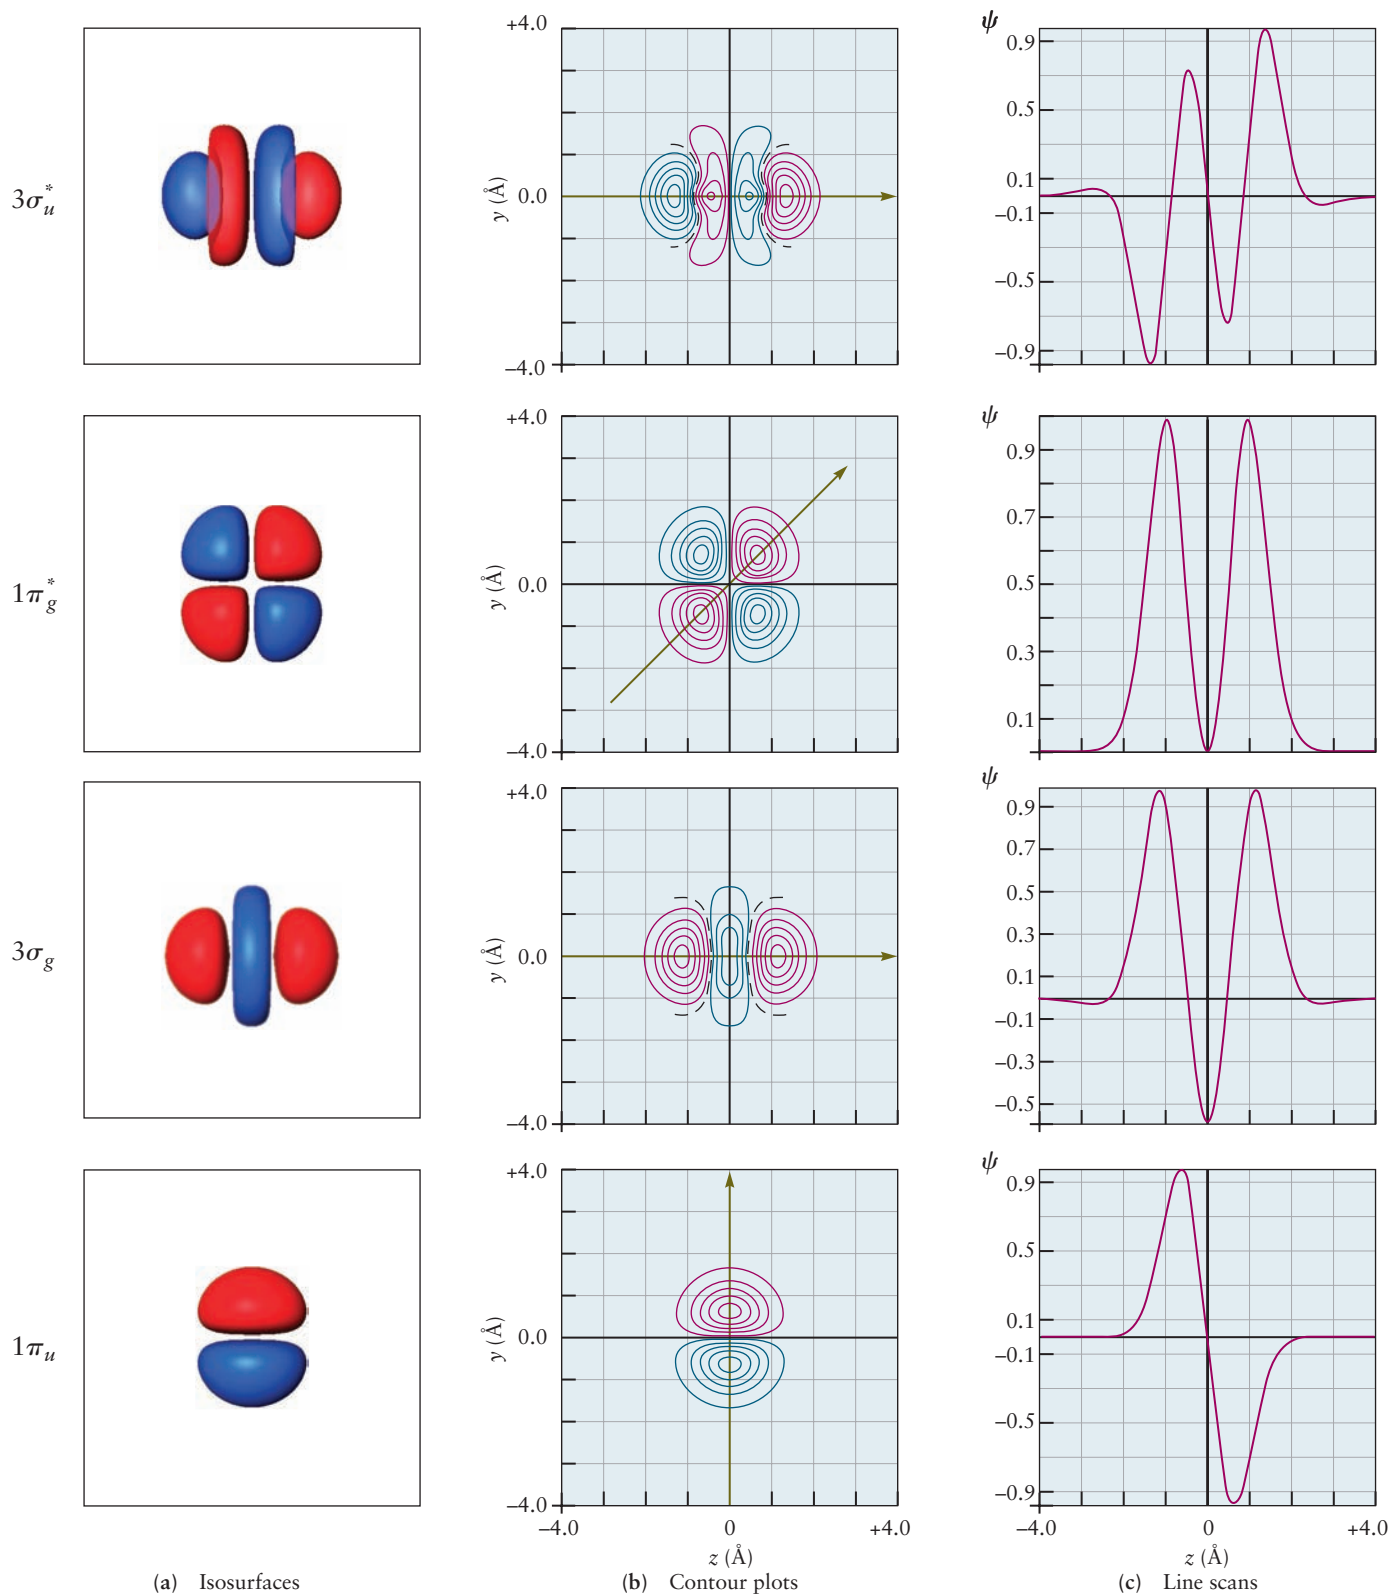 3σu*
+4.0
y (Å)
0.0
−4.0
ψ
0.9
0.5
0.1
−0.1
−0.5
−0.9
1πg*
+4.0
y (Å)
0.0
−4.0
ψ
0.9
0.7
0.5
0.3
0.1
3σg
+4.0
y (Å)
0.0
−4.0
ψ
0.9
0.7
0.5
0.3
0.1
−0.1
−0.3
−0.5
1πu
+4.0
y (Å)
0.0
−4.0
−4.0 0 +4.0
z (Å)
ψ
0.9
0.5
0.1
−0.1
−0.5
−0.9
−4.0 0 +4.0
z (Å)
(a) Isosurfaces
(b) Contour plots
(c) Line scans